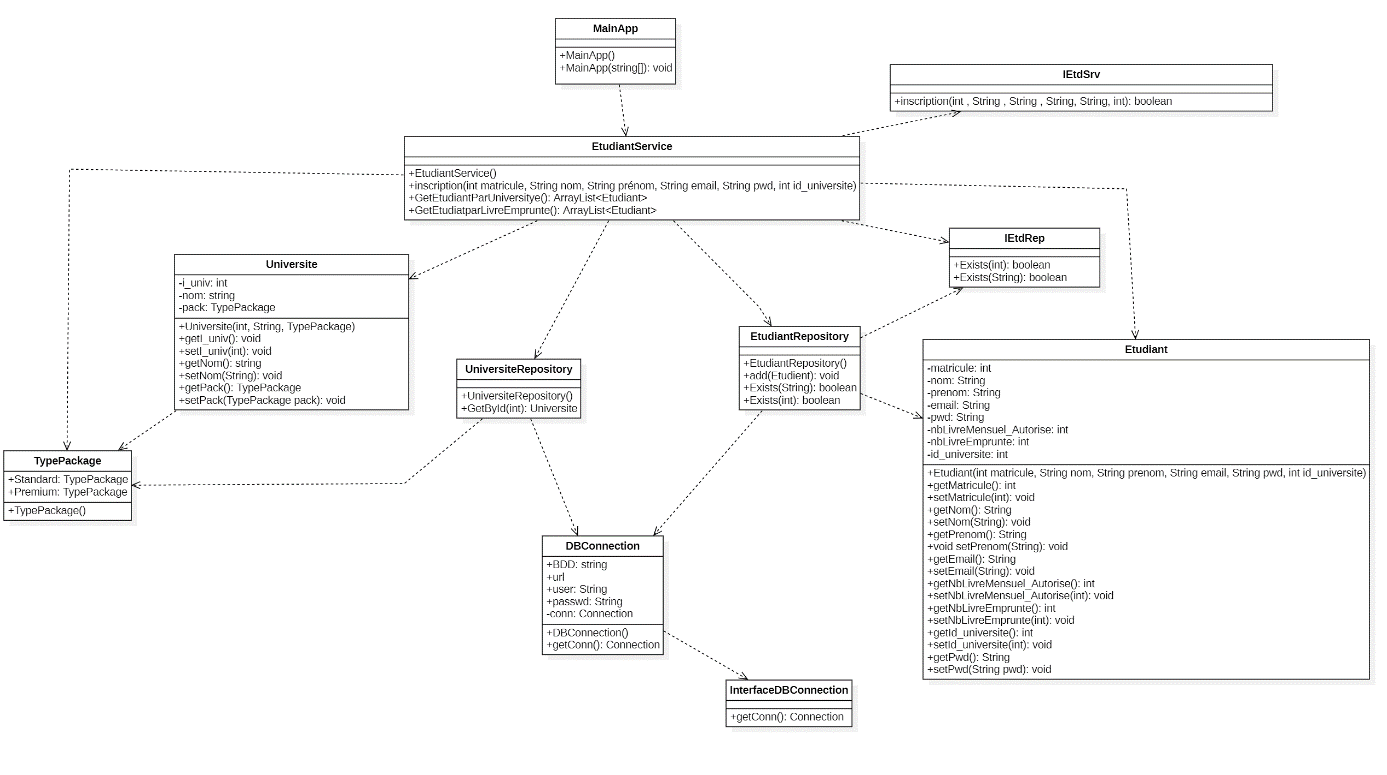 MainApp
+MainApp()
+MainApp(string[]): void
IEtdSrv
+inscription(int , String , String , String, String, int): boolean
EtudiantService
+EtudiantService()
+inscription(int matricule, String nom, String prénom, String email, String pwd, int id_universite)
+GetEtudiantParUniversitye(): ArrayList<Etudiant>
+GetEtudiatparLivreEmprunte(): ArrayList<Etudiant>
IEtdRep
+Exists(int): boolean
+Exists(String): boolean
Universite
-i_univ: int
-nom: string
-pack: TypePackage
+Universite(int, String, TypePackage)
+getI_univ(): void
+setI_univ(int): void
+getNom(): string
+setNom(String): void
+getPack(): TypePackage
+setPack(TypePackage pack): void
EtudiantRepository
+EtudiantRepository()
+add(Etudient): void
+Exists(String): boolean
+Exists(int): boolean
UniversiteRepository
+UniversiteRepository()
+GetById(int): Universite
Etudiant
-matricule: int
-nom: String
-prenom: String
-email: String
-pwd: String
-nbLivreMensuel_Autorise: int
-nbLivreEmprunte: int
-id_universite: int
+Etudiant(int matricule, String nom, String prenom, String email, String pwd, int id_universite)
+getMatricule(): int
+setMatricule(int): void
+getNom(): String
+setNom(String): void
+getPrenom(): String
+void setPrenom(String): void
+getEmail(): String
+setEmail(String): void
+getNbLivreMensuel_Autorise(): int
+setNbLivreMensuel_Autorise(int): void
+getNbLivreEmprunte(): int
+setNbLivreEmprunte(int): void
+getId_universite(): int
+setId_universite(int): void
+getPwd(): String
+setPwd(String pwd): void
TypePackage
+Standard: TypePackage
+Premium: TypePackage
+TypePackage()
DBConnection
+BDD: string
+url
+user: String
+passwd: String
-conn: Connection
+DBConnection()
+getConn(): Connection
InterfaceDBConnection
+getConn(): Connection